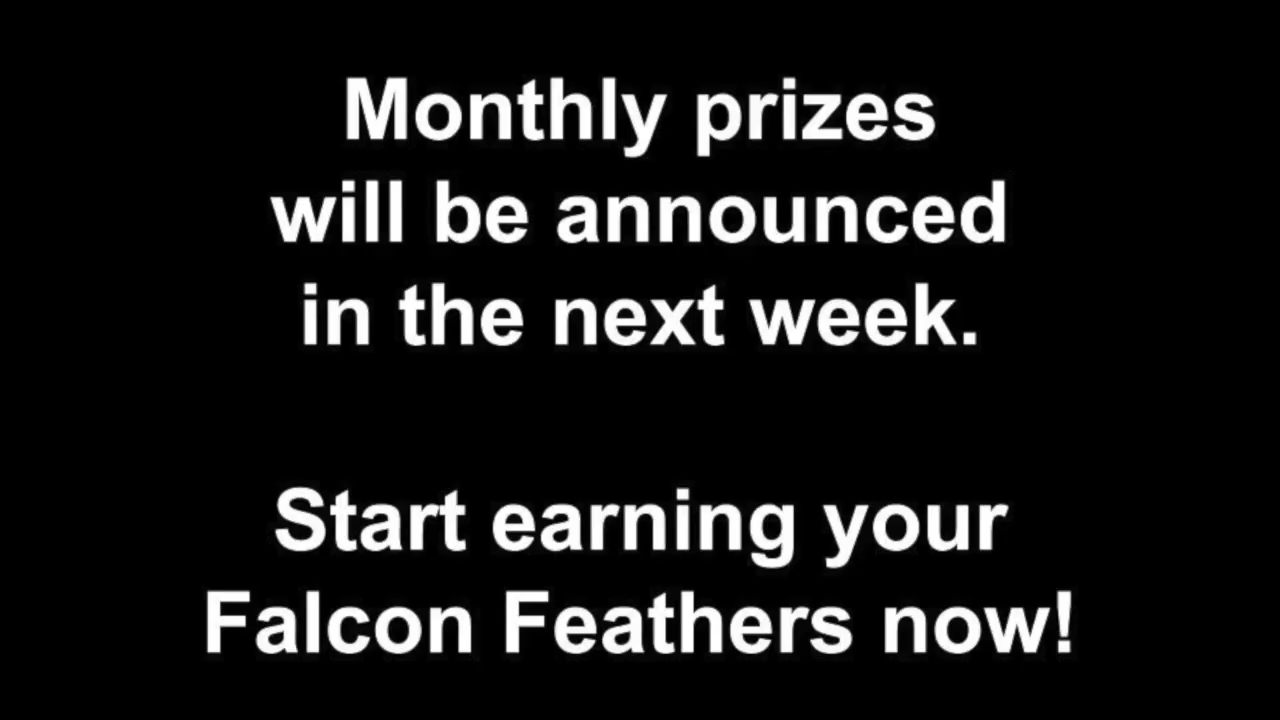 Monthly prizes
will be announced
in the next week.
Start earning your
Falcon Feathers now!